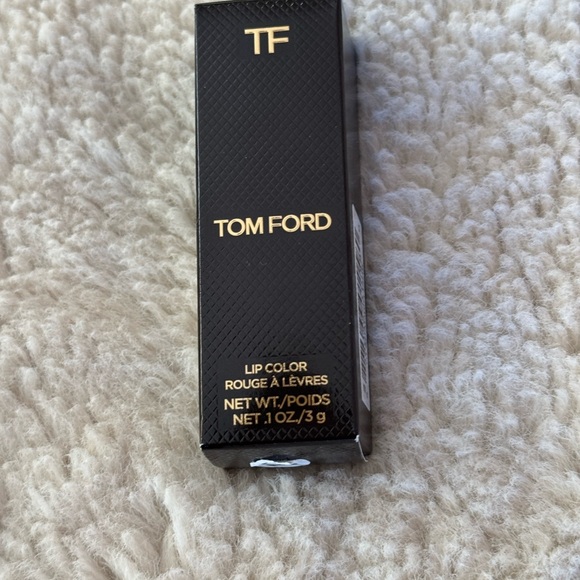 TF
TOM FORD
LIP COLOR
ROUGE À LÈVRES
NET WT./POIDS
NET .1 OZ./3 g